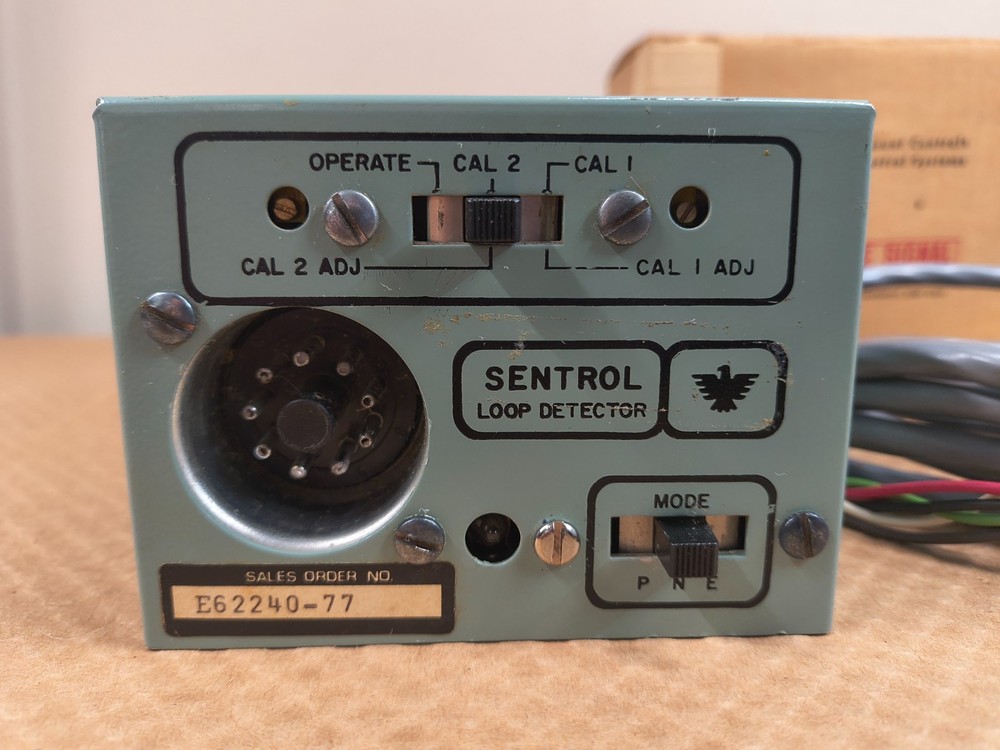 OPERATE CAL 2 CAL 1
CAL 2 ADJ CAL 1 ADJ
SENTROL
LOOP DETECTOR
MODE
P N E
SALES ORDER NO.
E62240-77
SIGNAL